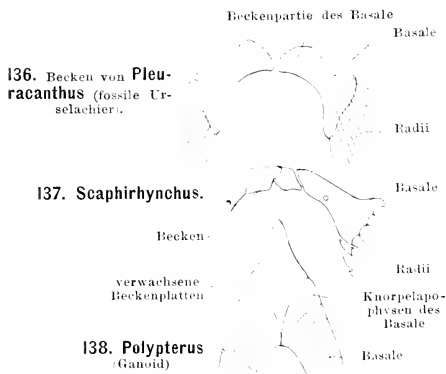 Beckenpartie des Basale
Basale
136. Becken von Pleu-
racanthus (fossile Ur-
selachier).
Radii
137. Scaphirhynchus.
Basale
Becken
Radii
verwachsene
Beckenplatten
Knorpelapo-
physen des
Basale
138. Polypterus
(Ganoid)
Basale